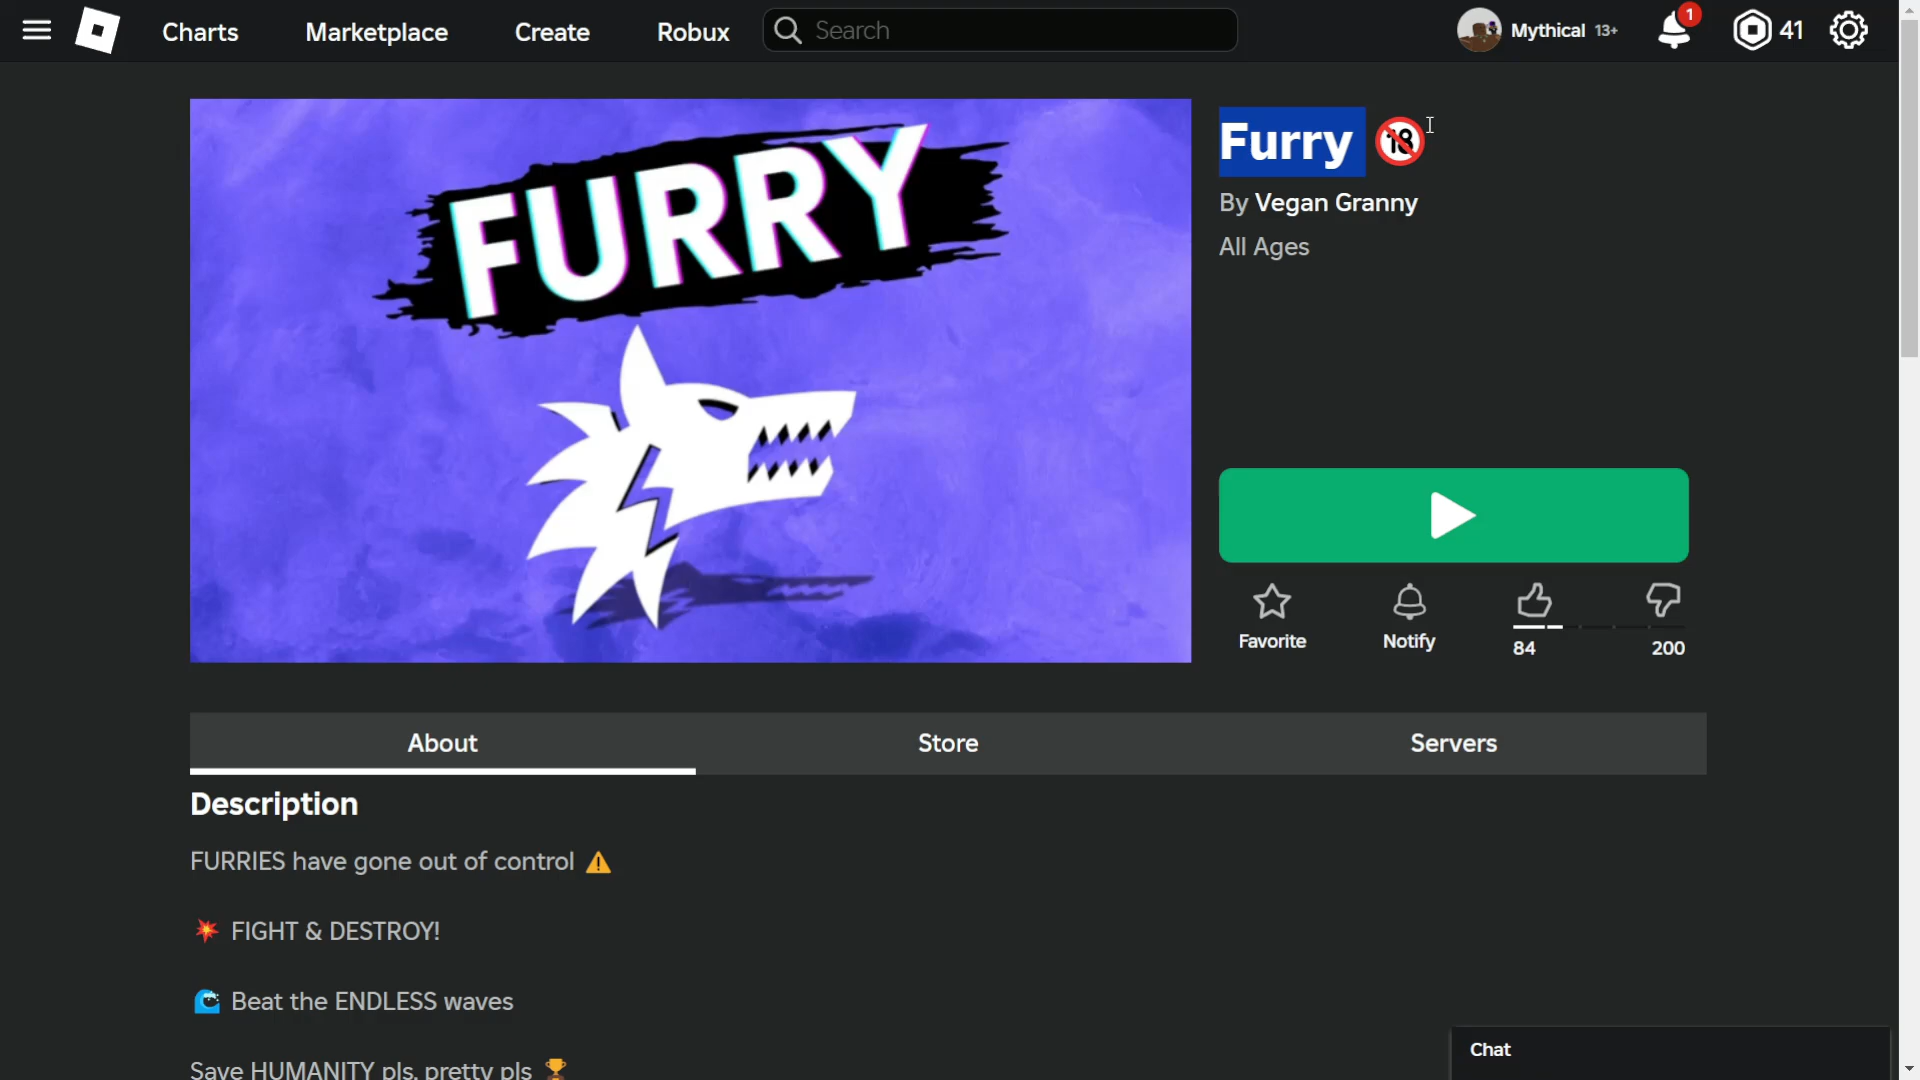 Charts
Marketplace
Create
Robux
Search
Mythical 13+
1
41
FURRY
Furry 🔞
By Vegan Granny
All Ages
Favorite
Notify
84
200
About
Store
Servers
Description
FURRIES have gone out of control ⚠️
💥 FIGHT & DESTROY!
🌊 Beat the ENDLESS waves
Save HUMANITY pls, pretty pls 🏆
Chat